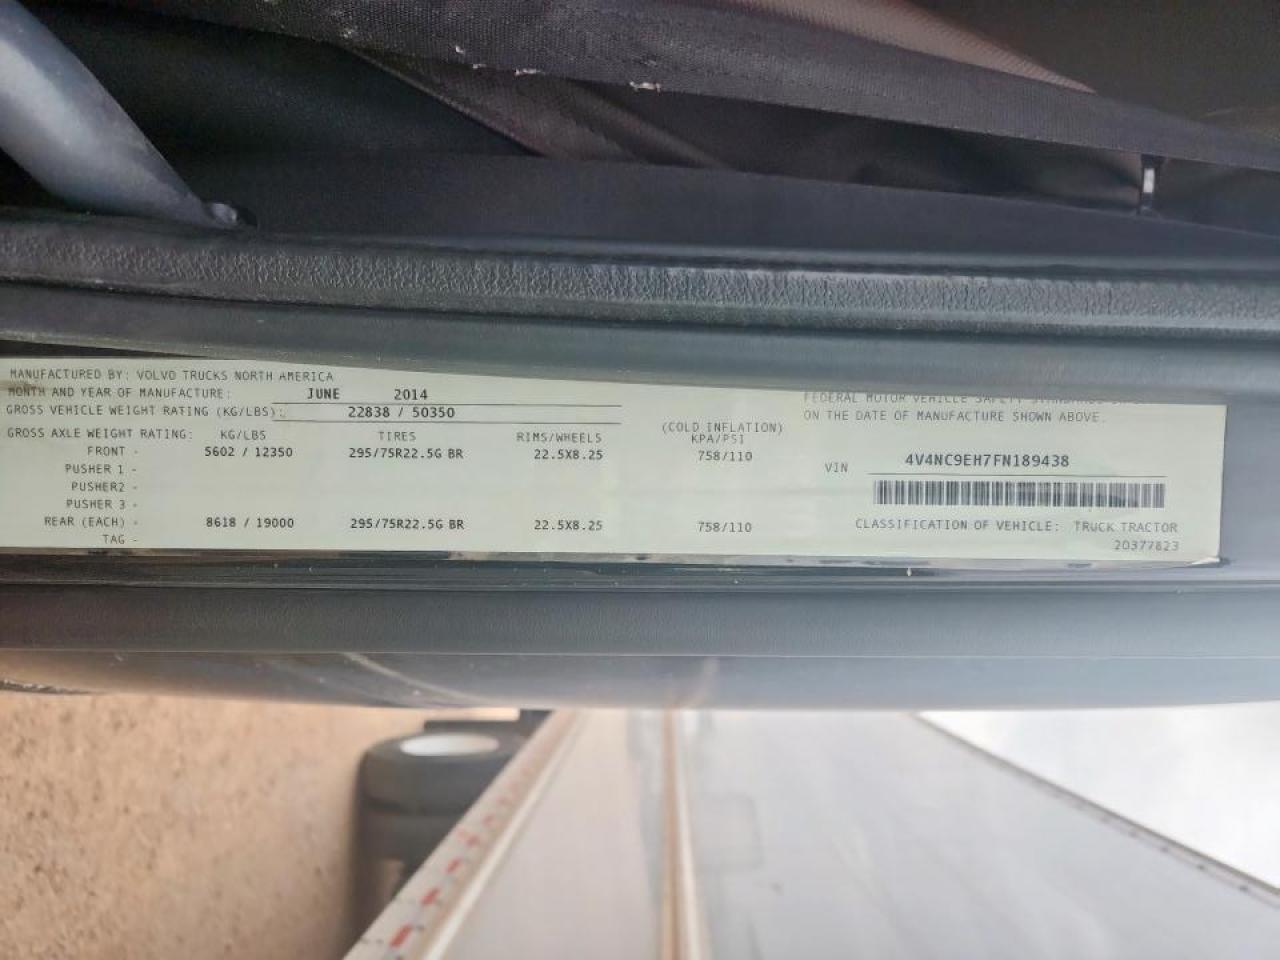 MANUFACTURED BY: VOLVO TRUCKS NORTH AMERICA
MONTH AND YEAR OF MANUFACTURE: JUNE 2014
GROSS VEHICLE WEIGHT RATING (KG/LBS): 22838 / 50350
GROSS AXLE WEIGHT RATING: KG/LBS TIRES RIMS/WHEELS (COLD INFLATION) KPA/PSI
FRONT - 5602 / 12350 295/75R22.5G BR 22.5X8.25 758/110
PUSHER 1 -
PUSHER2 -
PUSHER 3 -
REAR (EACH) - 8618 / 19000 295/75R22.5G BR 22.5X8.25 758/110
TAG -
FEDERAL MOTOR VEHICLE SAFETY
ON THE DATE OF MANUFACTURE SHOWN ABOVE.
VIN 4V4NC9EH7FN189438
CLASSIFICATION OF VEHICLE: TRUCK TRACTOR
20377823